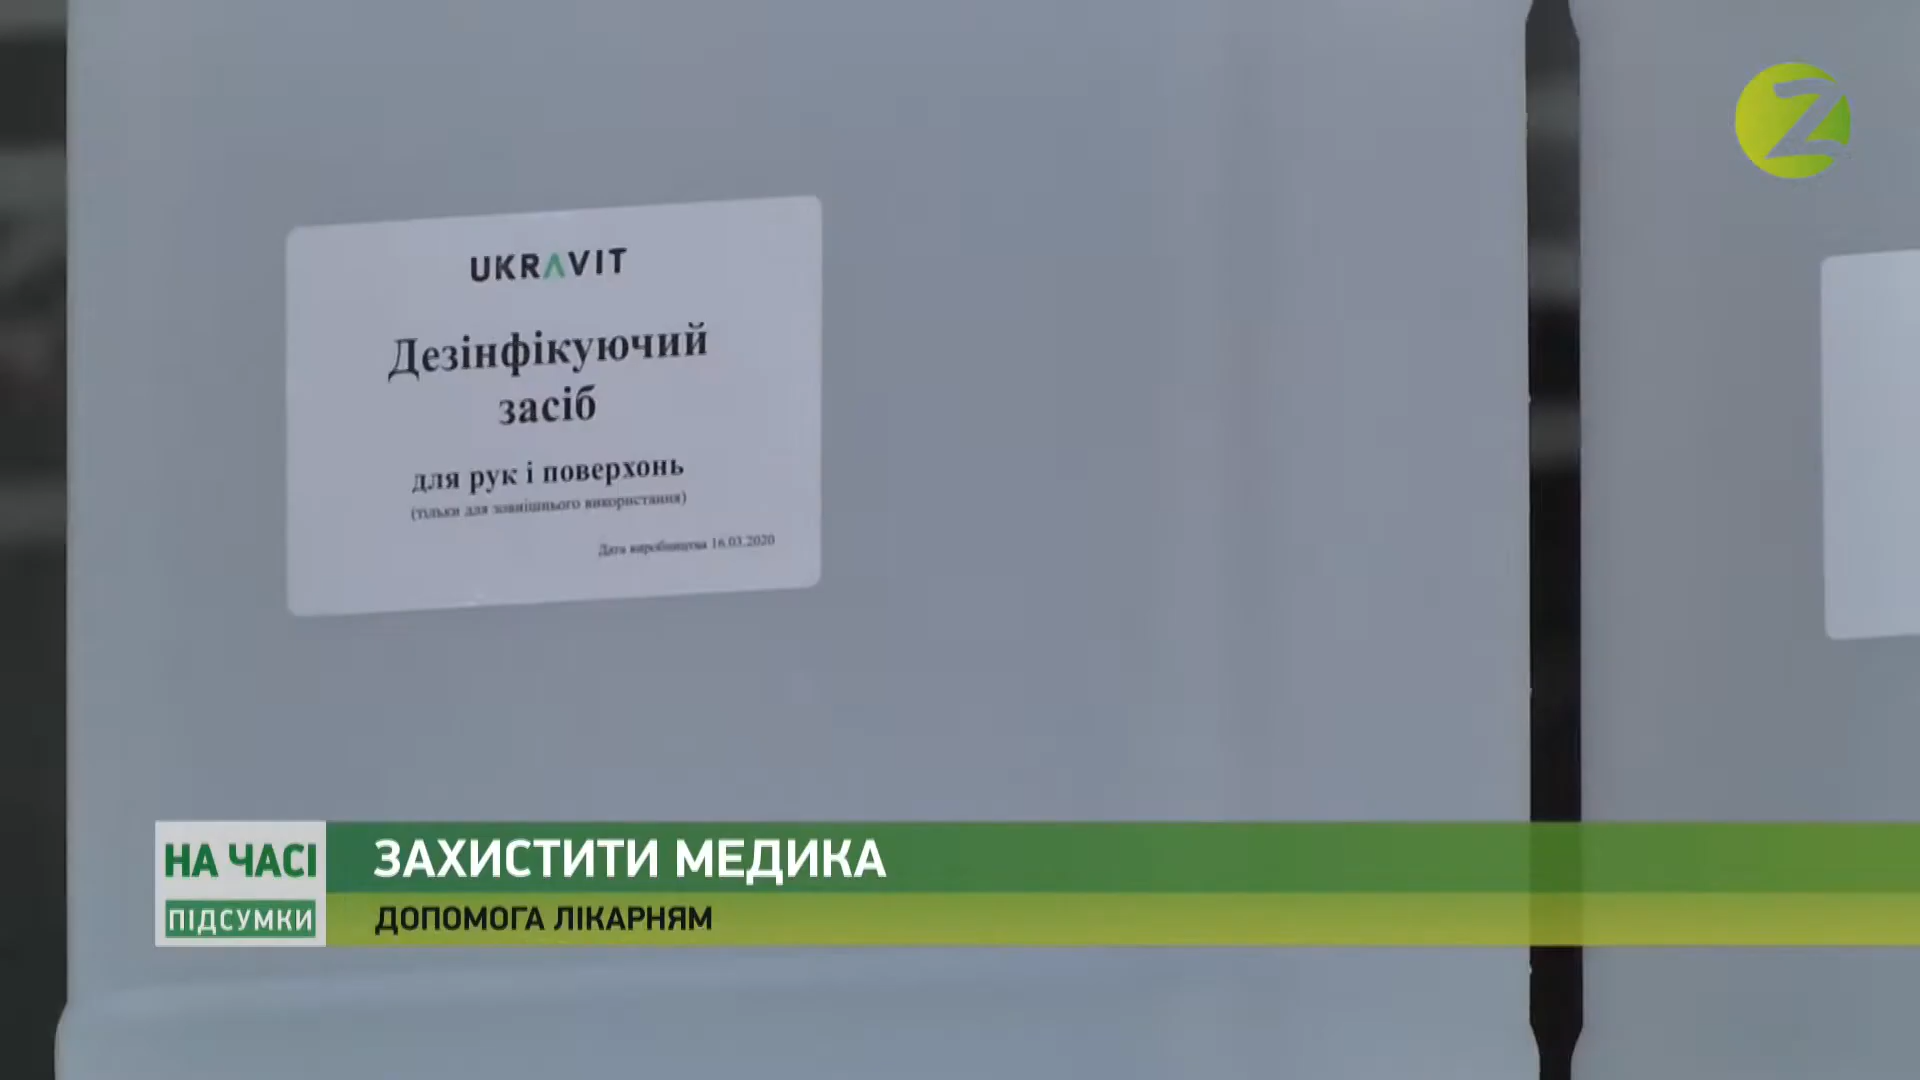 Z
UKRAVIT
Дезінфікуючий
засіб
для рук і поверхонь
(тільки для зовнішнього використання)
Дата виробництва 16.03.2020
НА ЧАСІ
ПІДСУМКИ
ЗАХИСТИТИ МЕДИКА
ДОПОМОГА ЛІКАРНЯМ